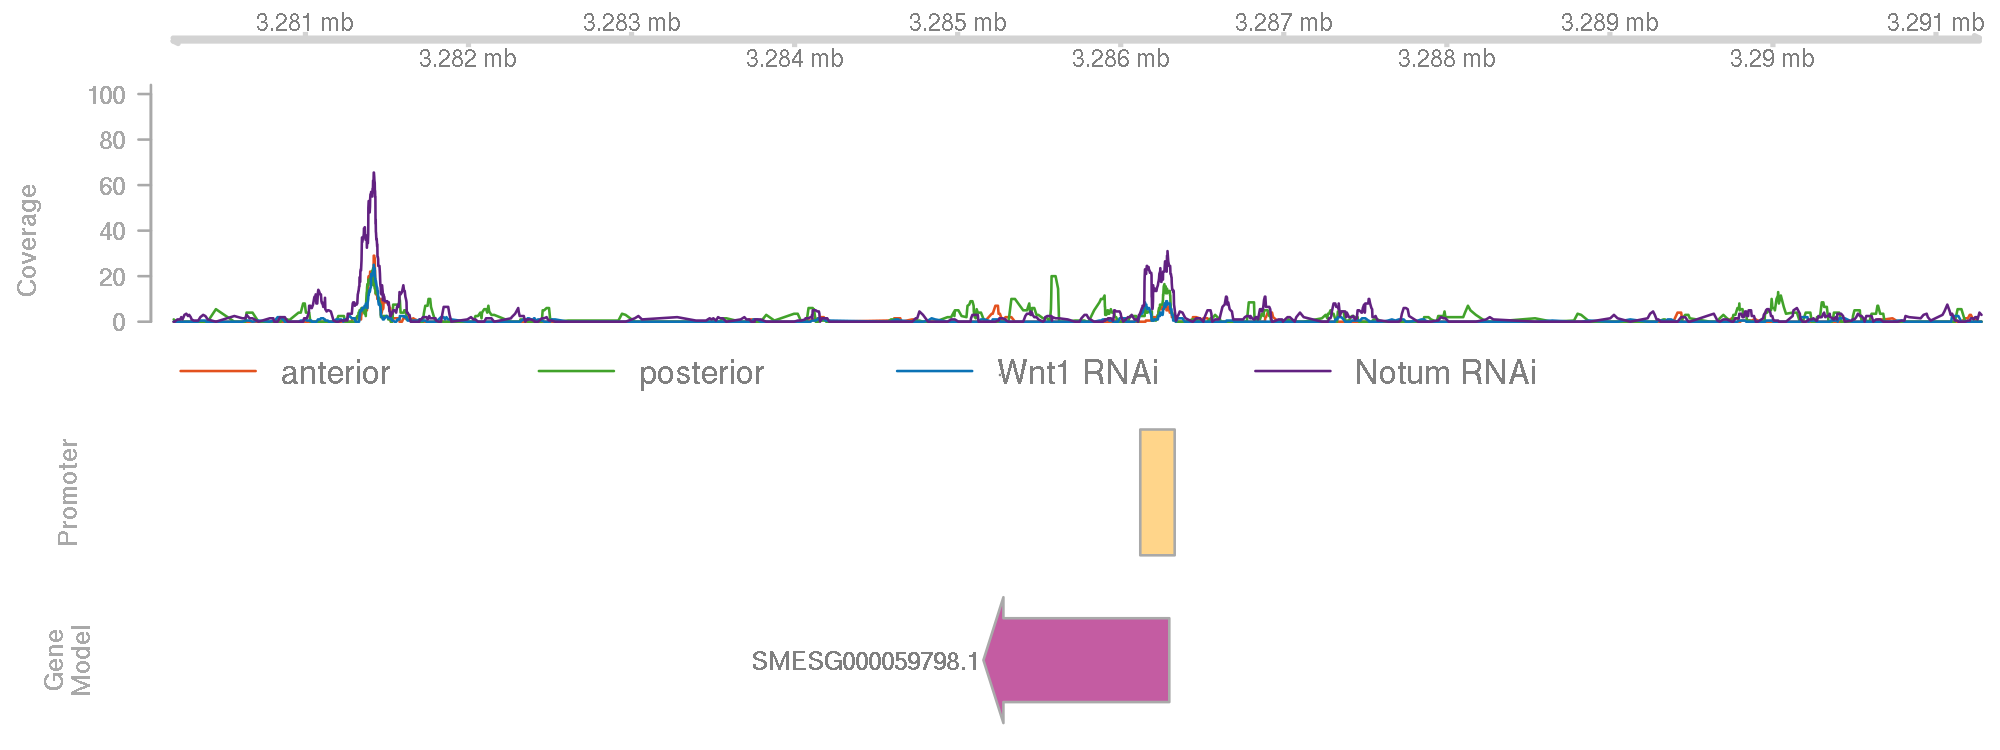 3.281 mb 3.283 mb 3.285 mb 3.287 mb 3.289 mb 3.291 mb
3.282 mb 3.284 mb 3.286 mb 3.288 mb 3.29 mb
100
80
60
40
20
0
Coverage
anterior posterior Wnt1 RNAi Notum RNAi
Promoter
Gene
Model
SMESG000059798.1